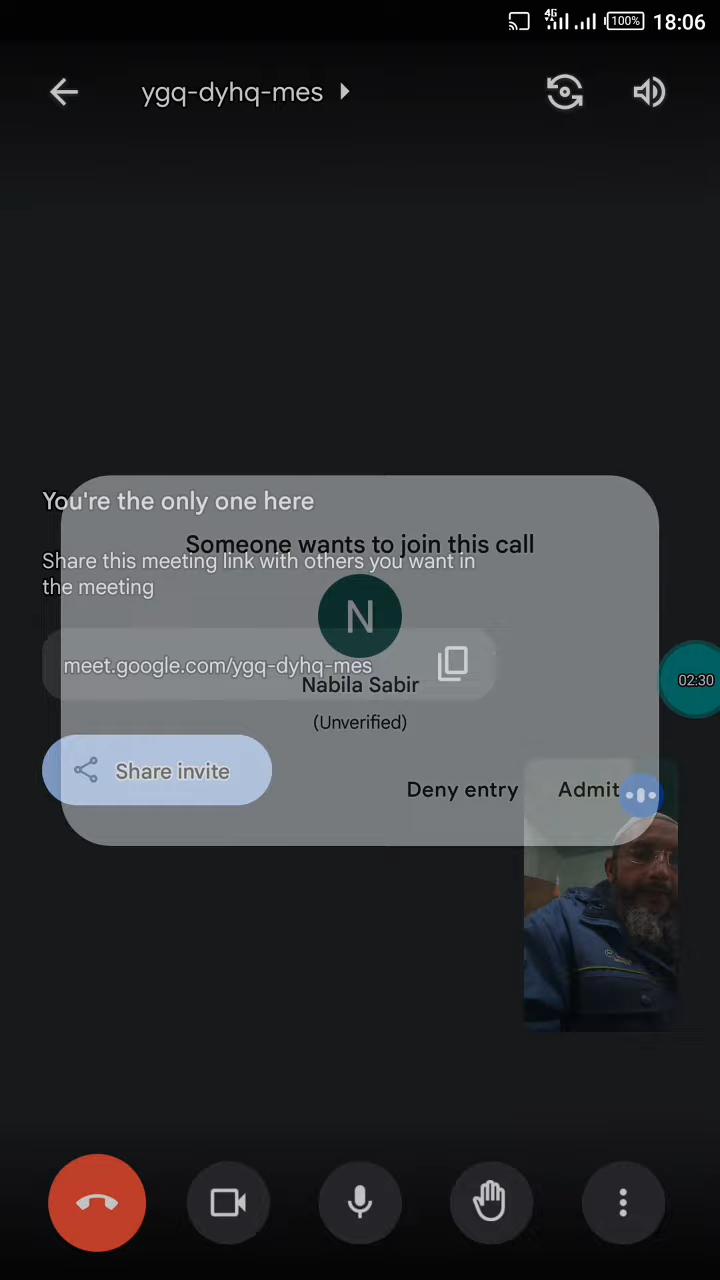 4G 100% 18:06
ygq-dyhq-mes
You're the only one here
Someone wants to join this call
Share this meeting link with others you want in
the meeting
N
meet.google.com/ygq-dyhq-mes
Nabila Sabir
02:30
(Unverified)
Share invite
Deny entry Admit